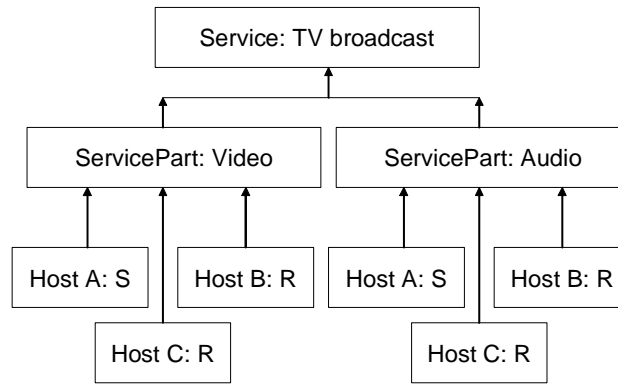 Service: TV broadcast
ServicePart: Video
ServicePart: Audio
Host A: S
Host B: R
Host A: S
Host B: R
Host C: R
Host C: R